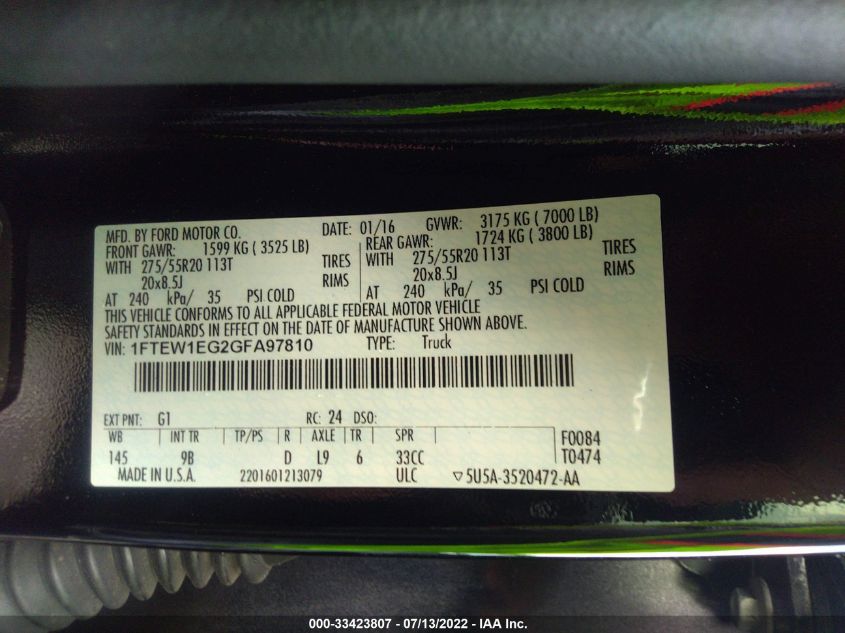 MFD. BY FORD MOTOR CO. DATE: 01/16 GVWR: 3175 KG ( 7000 LB)
FRONT GAWR: 1599 KG ( 3525 LB) REAR GAWR: 1724 KG ( 3800 LB)
WITH 275/55R20 113T TIRES WITH 275/55R20 113T TIRES
20x8.5J RIMS 20x8.5J RIMS
AT 240 kPa/ 35 PSI COLD AT 240 kPa/ 35 PSI COLD
THIS VEHICLE CONFORMS TO ALL APPLICABLE FEDERAL MOTOR VEHICLE
SAFETY STANDARDS IN EFFECT ON THE DATE OF MANUFACTURE SHOWN ABOVE.
VIN: 1FTEW1EG2GFA97810 TYPE: Truck
EXT PNT: G1 RC: 24 DSO:
WB INT TR TP/PS R AXLE TR SPR F0084
145 9B D L9 6 33CC T0474
MADE IN U.S.A. 2201601213079 ULC ▽5U5A-3520472-AA
000-33423807 - 07/13/2022 - IAA Inc.